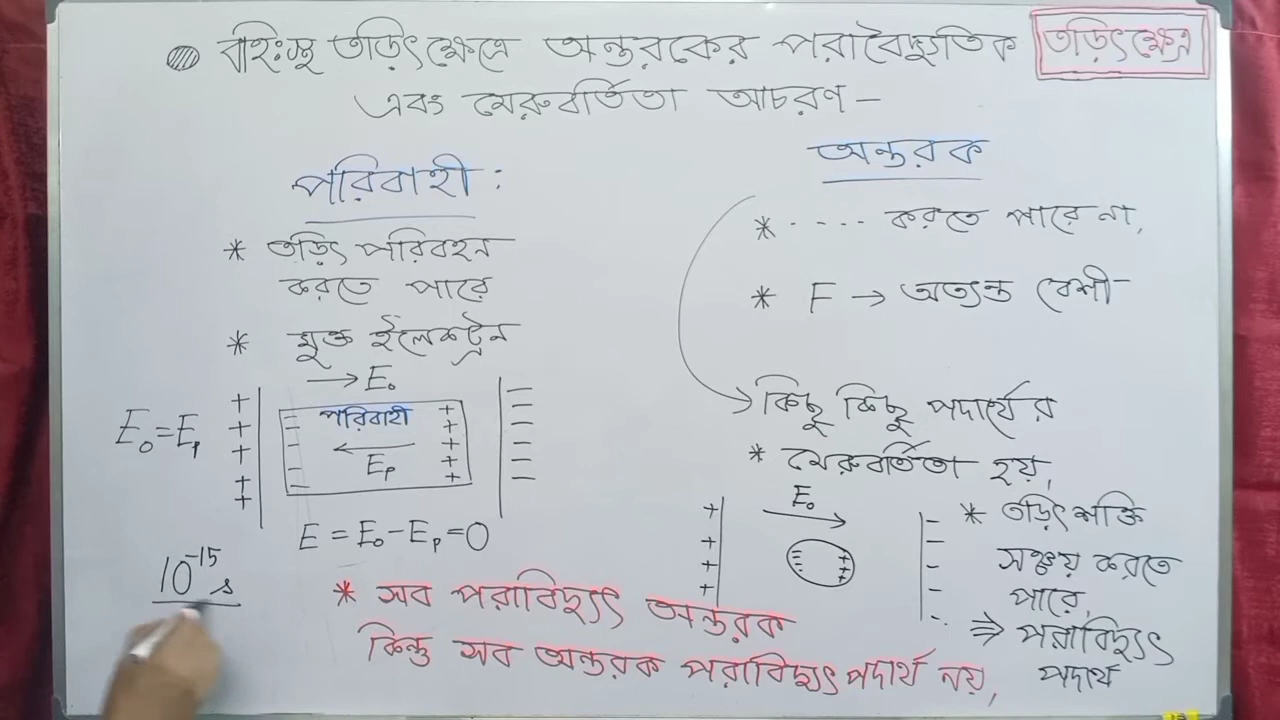 বহিঃস্থ তড়িৎক্ষেত্রে অন্তরকের পরাবৈদ্যুতিক
তড়িৎক্ষেত্র
এবং মেরুবর্তিতা আচরণ –
পরিবাহী :
* তড়িৎ পরিবহন
করতে পারে
* মুক্ত ইলেকট্রন
→ E₀
E₀ = Eₚ
+ + + + +
পরিবাহী
Eₚ
- - - - -
+ + + + +
- - - - - -
E = E₀ - Eₚ = 0
10⁻¹⁵ s
অন্তরক
* ..... করতে পারে না,
* F → অত্যন্ত বেশী
কিছু কিছু পদার্থের
* মেরুবর্তিতা হয়,
E₀
+ + + +
- - - - -
* তড়িৎ শক্তি
সঞ্চয় করতে
পারে,
⇒ পরাবিদ্যুৎ
পদার্থ
* সব পরাবিদ্যুৎ অন্তরক
কিন্তু সব অন্তরক পরাবিদ্যুৎ পদার্থ নয়,